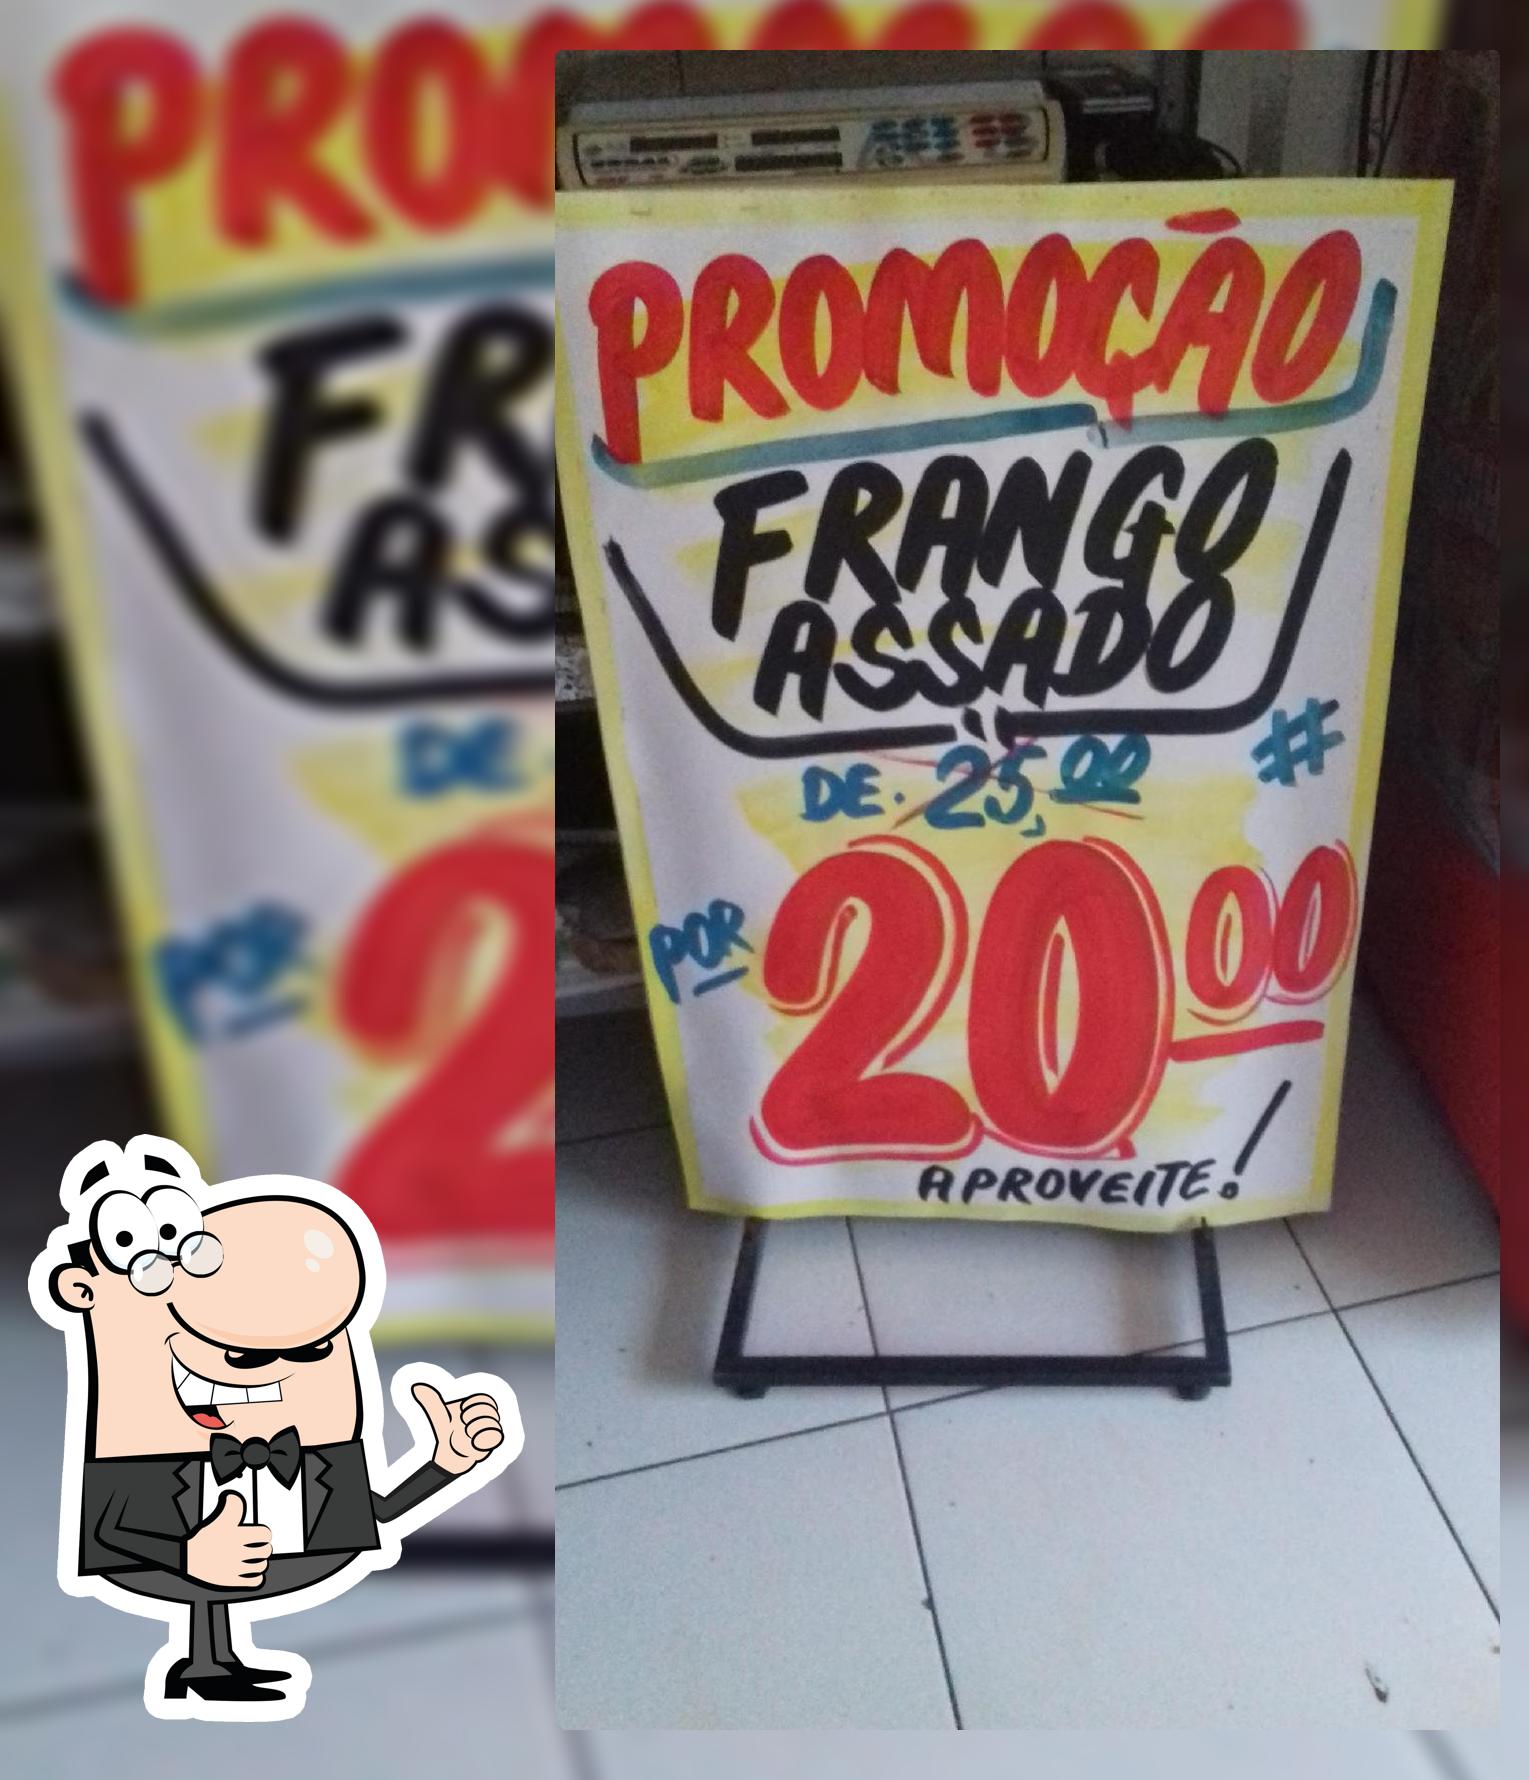 PROMOÇÃO
FRANGO
ASSADO
DE. 25,00 #
POR 20 00
APROVEITE!